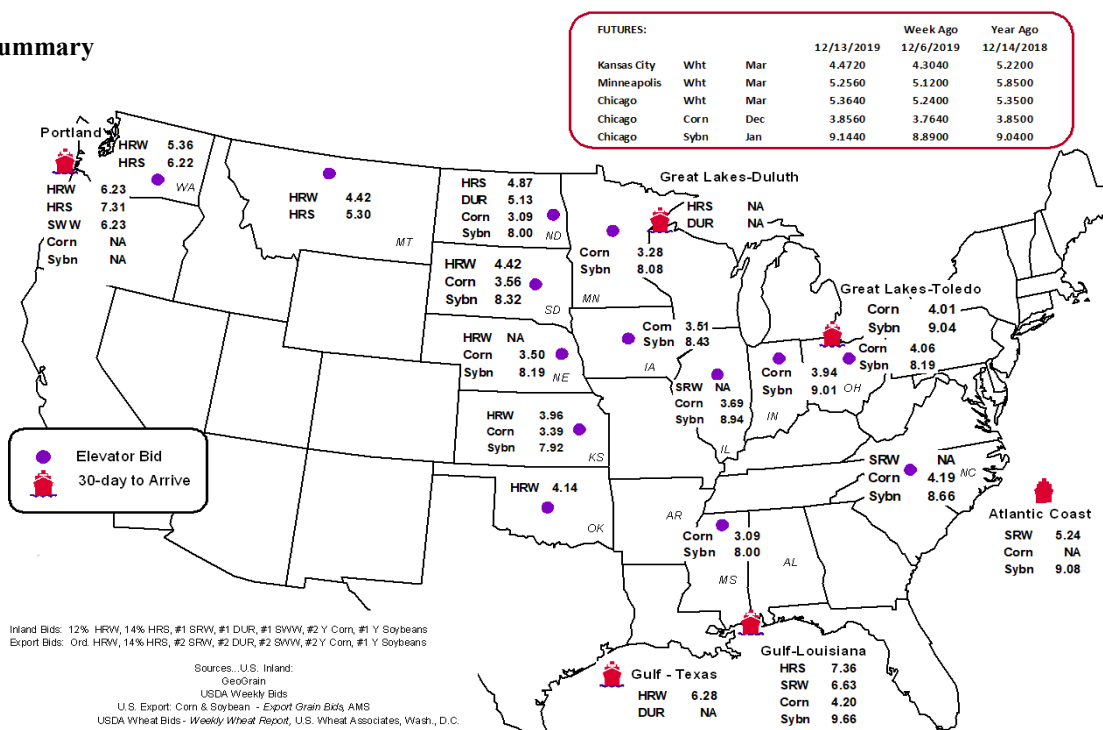 ummary
FUTURES: Week Ago Year Ago
12/13/2019 12/6/2019 12/14/2018
Kansas City Wht Mar 4.4720 4.3040 5.2200
Minneapolis Wht Mar 5.2560 5.1200 5.8500
Chicago Wht Mar 5.3640 5.2400 5.3500
Chicago Corn Dec 3.8560 3.7640 3.8500
Chicago Sybn Jan 9.1440 8.8900 9.0400
Portland
HRW 6.23
HRS 7.31
SWW 6.23
Corn NA
Sybn NA
HRW 5.36
HRS 6.22
WA
HRW 4.42
HRS 5.30
MT
HRS 4.87
DUR 5.13
Corn 3.09
Sybn 8.00
ND
Great Lakes-Duluth
HRS NA
DUR NA
Corn 3.28
Sybn 8.08
MN
HRW 4.42
Corn 3.56
Sybn 8.32
SD
Great Lakes-Toledo
Corn 4.01
Sybn 9.04
Corn 4.06
Sybn 8.19
OH
HRW NA
Corn 3.50
Sybn 8.19
NE
Corn 3.51
Sybn 8.43
IA
SRW NA
Corn 3.69
Sybn 8.94
IL
Corn 3.94
Sybn 9.01
IN
HRW 3.96
Corn 3.39
Sybn 7.92
KS
Elevator Bid
30-day to Arrive
HRW 4.14
OK
AR
SRW NA
Corn 4.19
Sybn 8.66
NC
Atlantic Coast
SRW 5.24
Corn NA
Sybn 9.08
Corn 3.09
Sybn 8.00
MS
AL
Inland Bids: 12% HRW, 14% HRS, #1 SRW, #1 DUR, #1 SWW, #2 Y Corn, #1 Y Soybeans
Export Bids: Ord. HRW, 14% HRS, #2 SRW, #2 DUR, #2 SWW, #2 Y Corn, #1 Y Soybeans
Sources...U.S. Inland:
GeoGrain
USDA Weekly Bids
U.S. Export: Corn & Soybean - Export Grain Bids, AMS
USDA Wheat Bids - Weekly Wheat Report, U.S. Wheat Associates, Wash., D.C.
Gulf - Texas
HRW 6.28
DUR NA
Gulf-Louisiana
HRS 7.36
SRW 6.63
Corn 4.20
Sybn 9.66